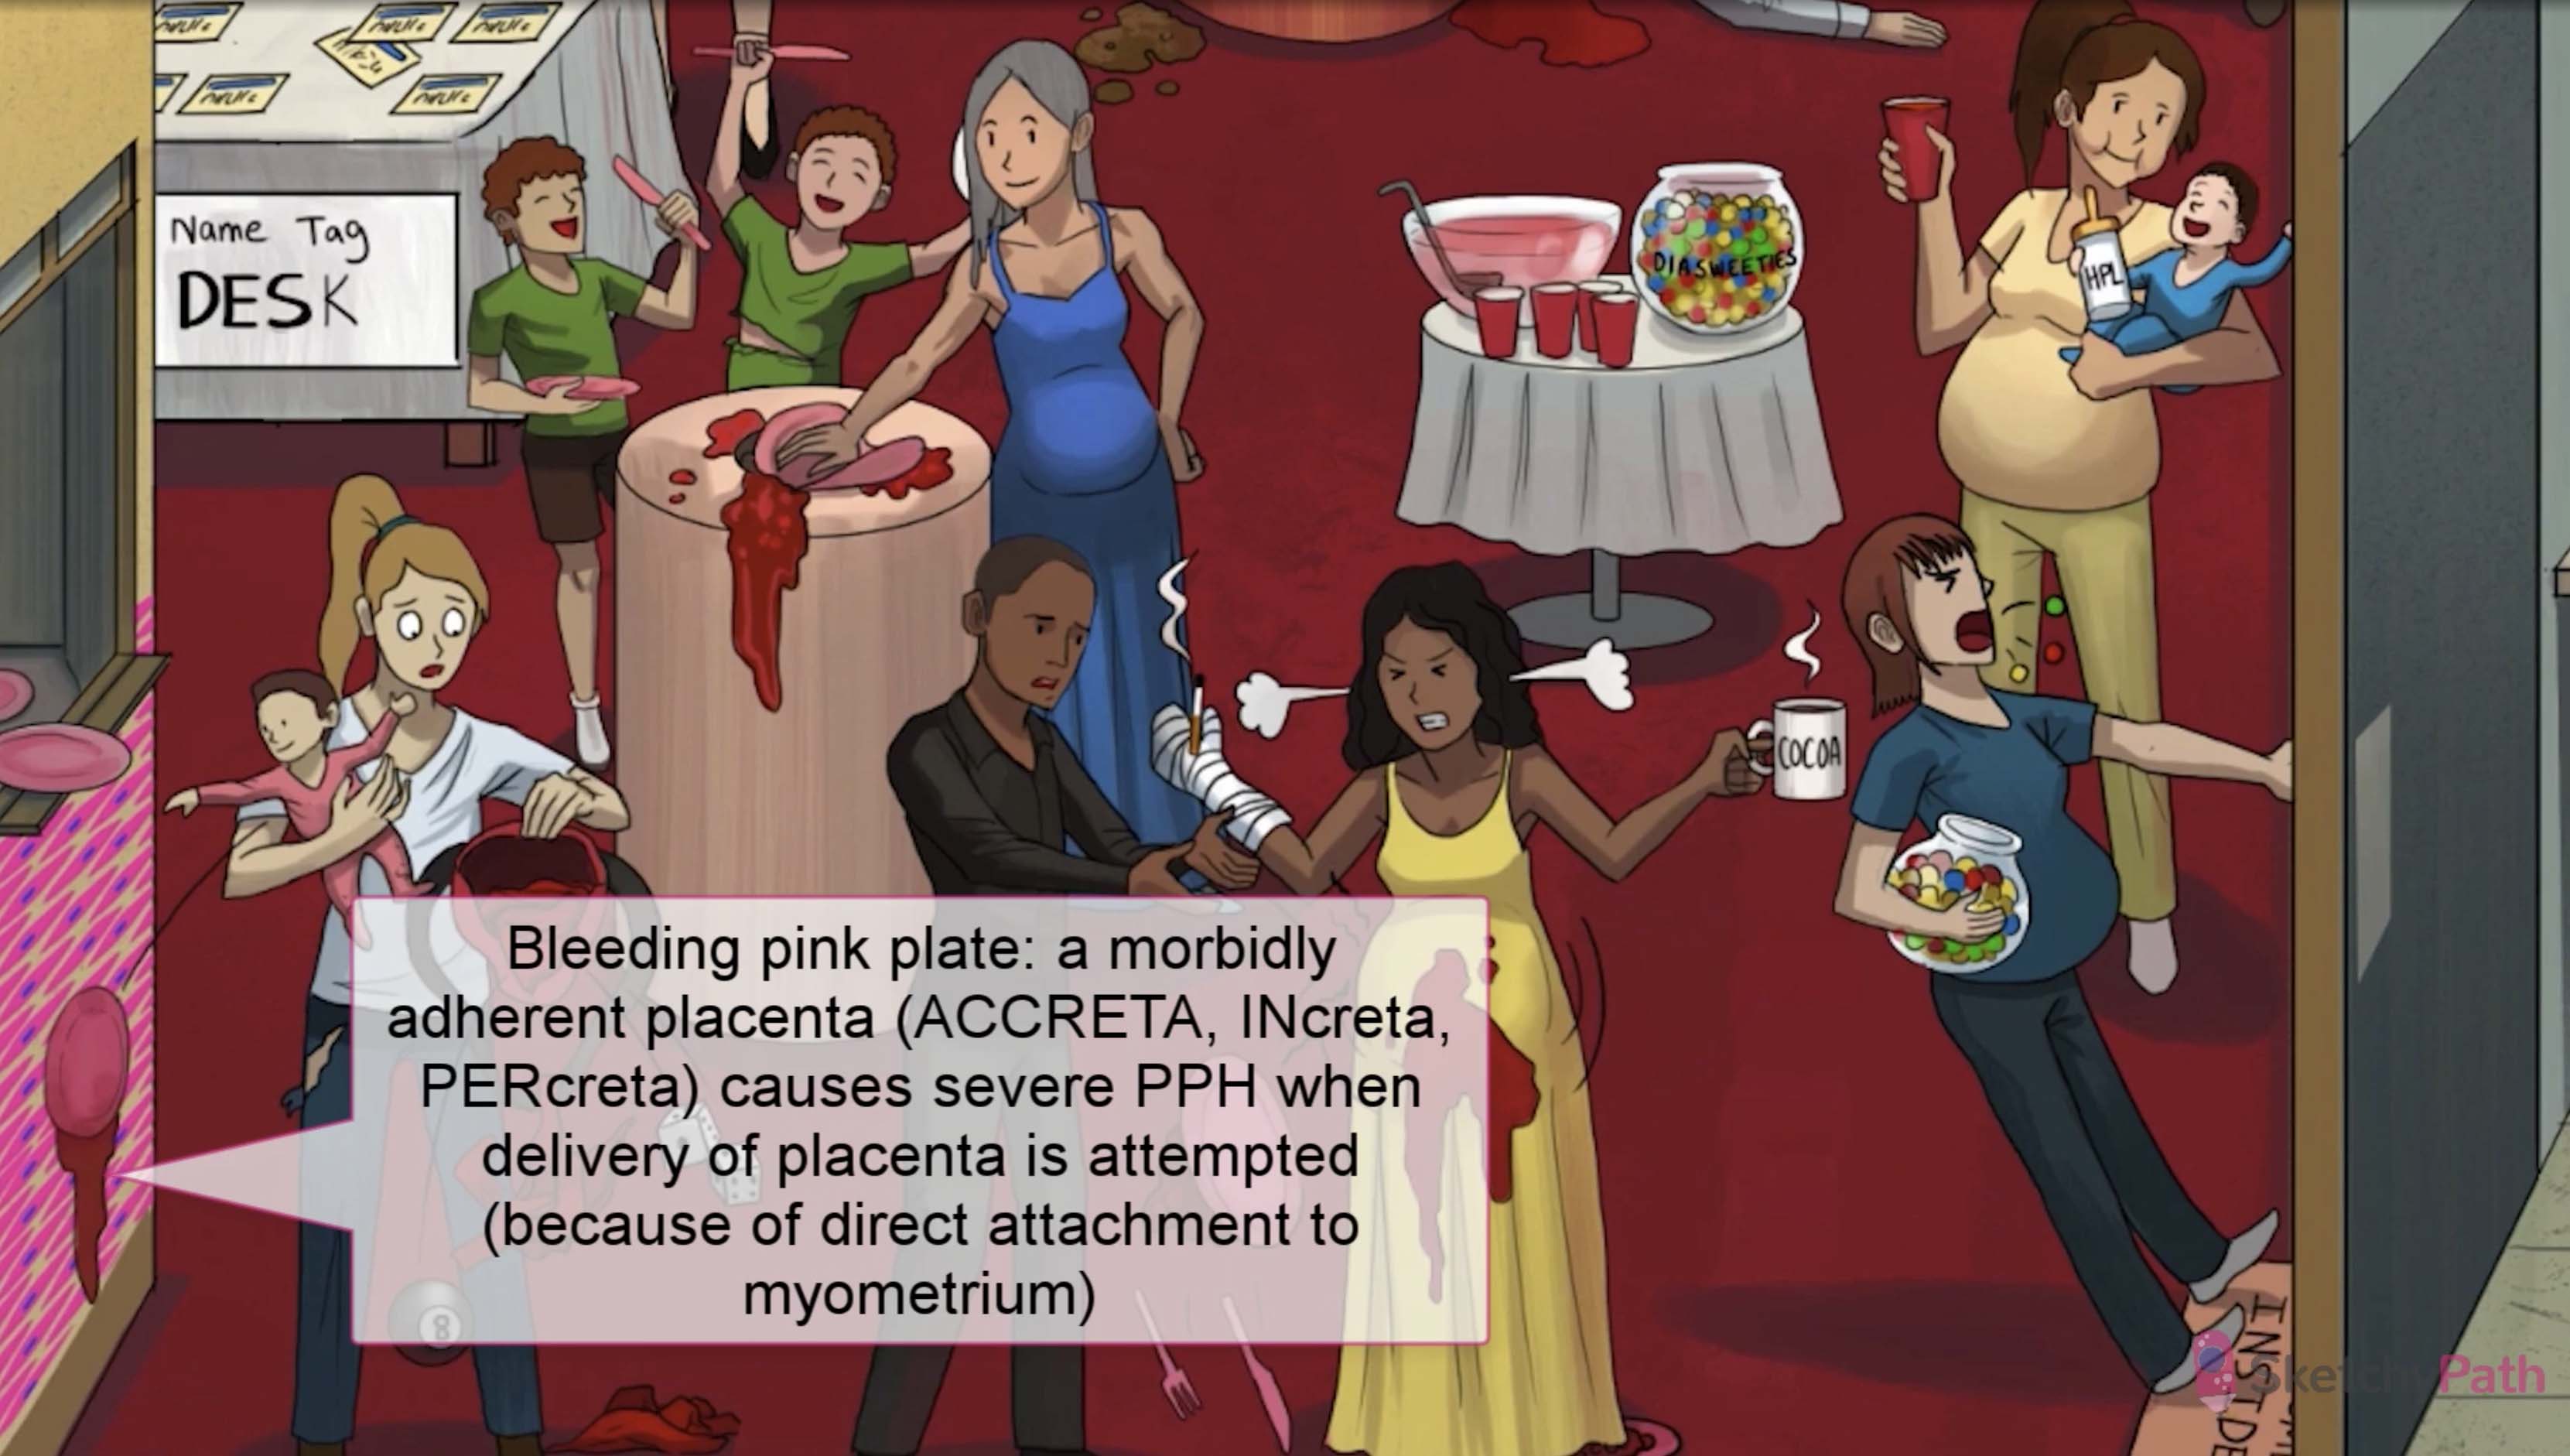 Name Tag
DESK
DIASWEETIES
HPL
COCOA
Bleeding pink plate: a morbidly
adherent placenta (ACCRETA, INcreta,
PERcreta) causes severe PPH when
delivery of placenta is attempted
(because of direct attachment to
myometrium)
8
SketchyPath